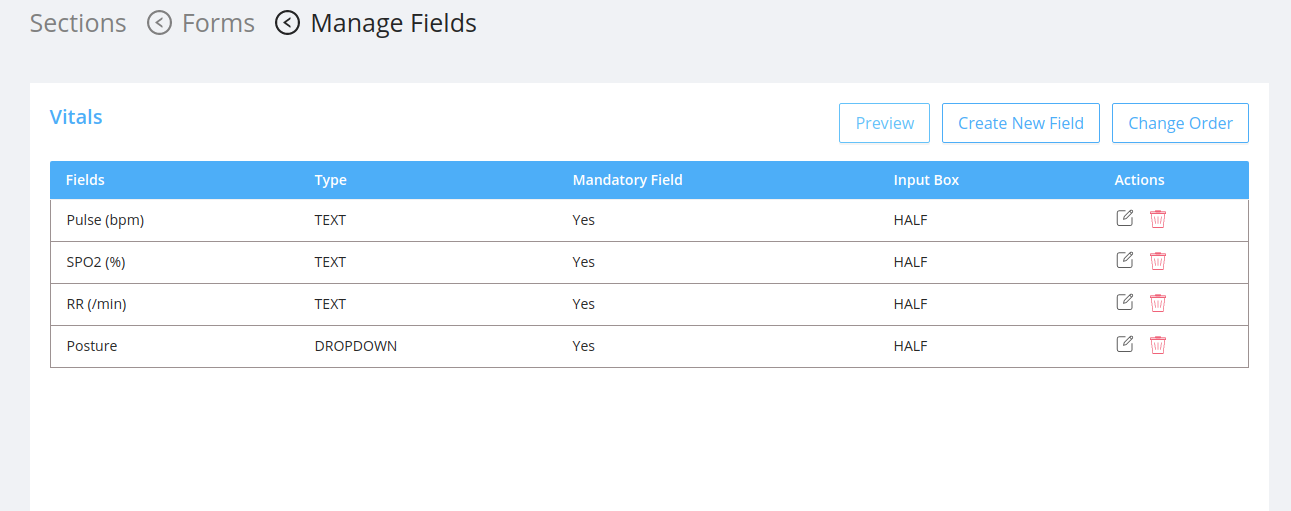 Sections Forms Manage Fields
Vitals
Preview Create New Field Change Order
Fields Type Mandatory Field Input Box Actions
Pulse (bpm) TEXT Yes HALF
SPO2 (%) TEXT Yes HALF
RR (/min) TEXT Yes HALF
Posture DROPDOWN Yes HALF